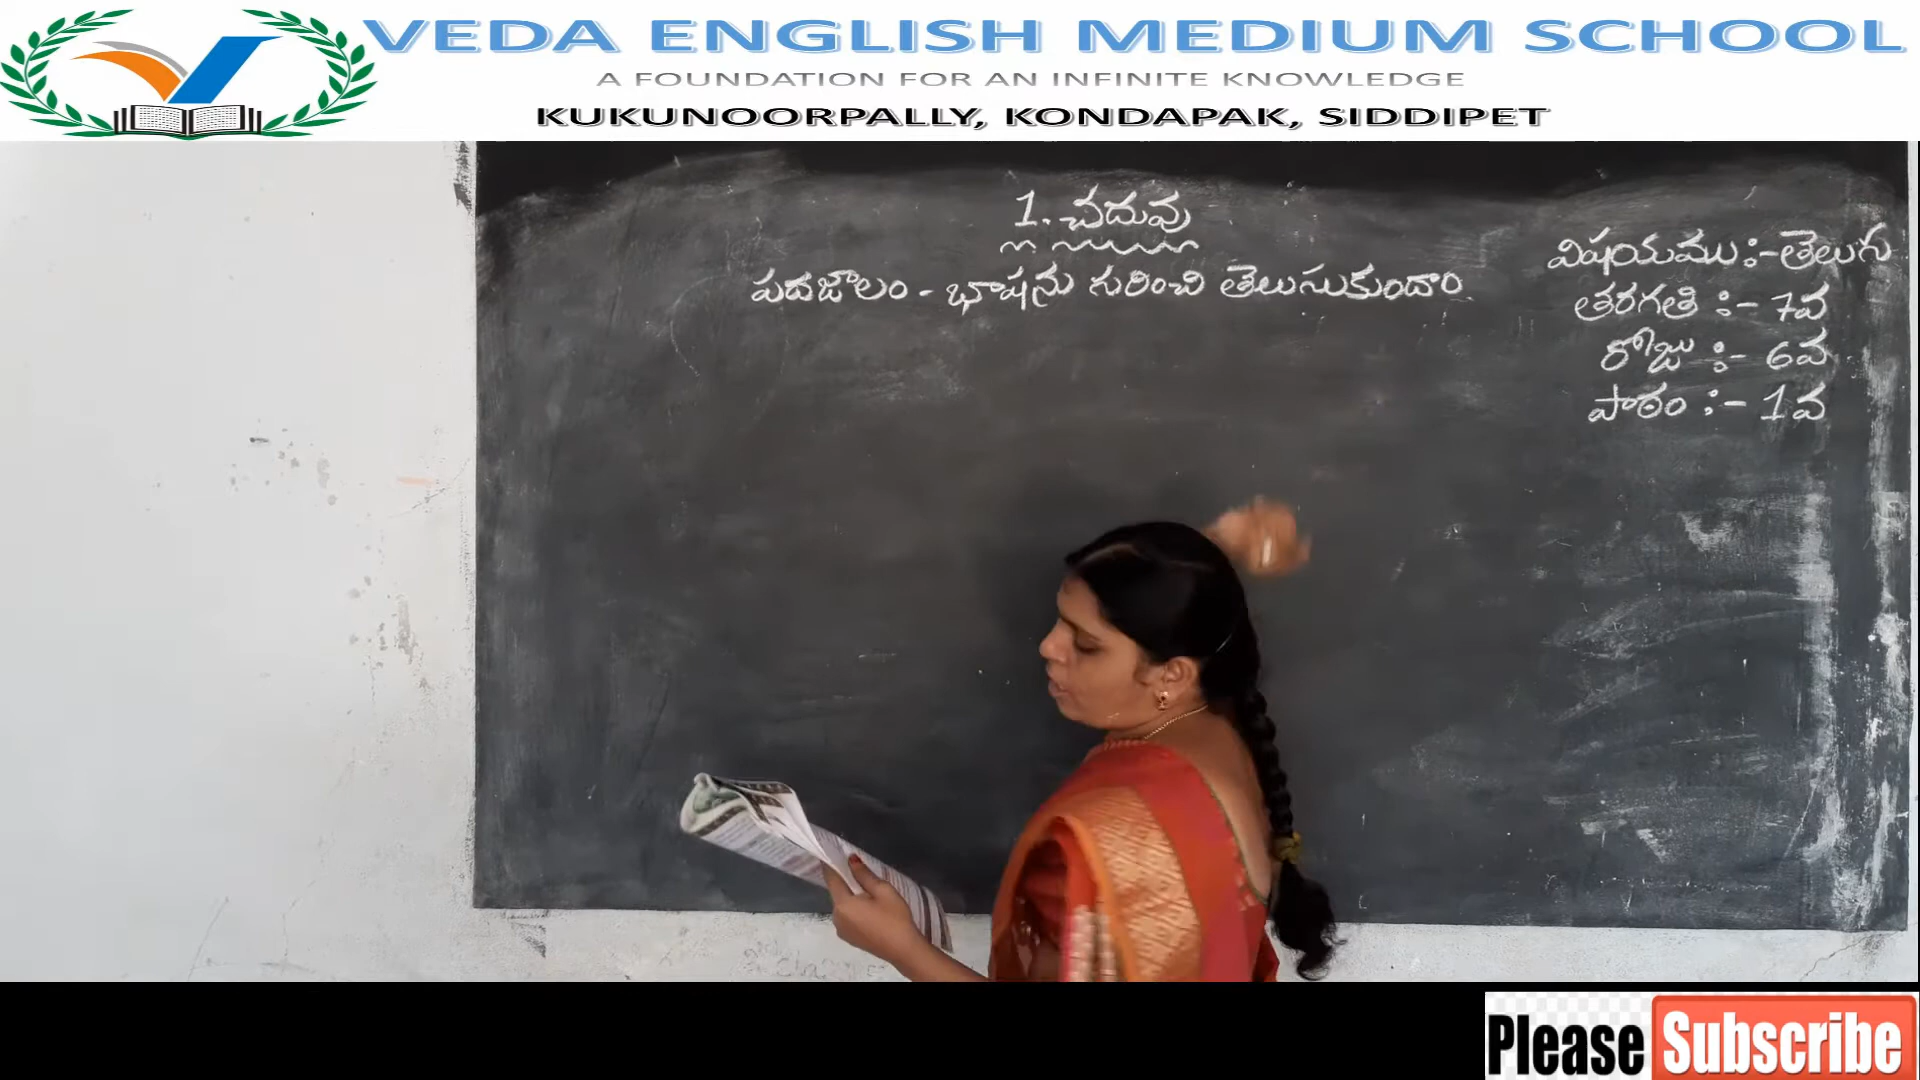 VEDA ENGLISH MEDIUM SCHOOL
A FOUNDATION FOR AN INFINITE KNOWLEDGE
KUKUNOORPALLY, KONDAPAK, SIDDIPET
1. చదువు
పదజాలం - భాషను గురించి తెలుసుకుందాం
విషయము :- తెలుగు
తరగతి :- 7వ
రోజు :- 6వ
పాఠం :- 1వ
Please Subscribe